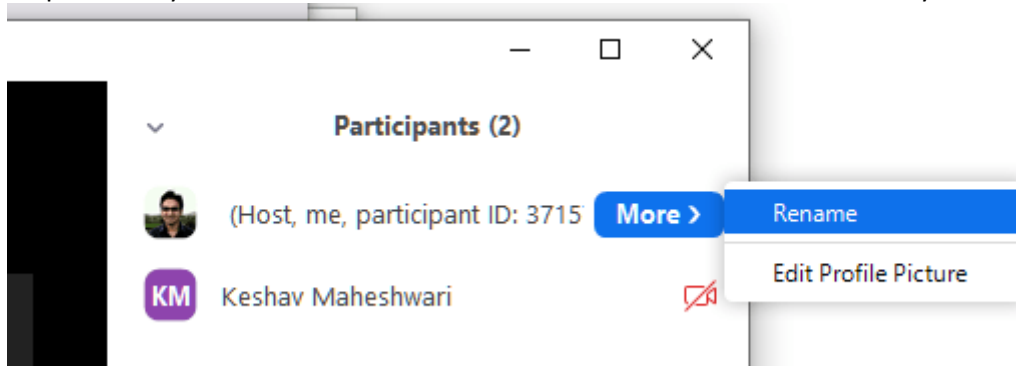 Participants (2)
(Host, me, participant ID: 3715
More >
Rename
Edit Profile Picture
KM
Keshav Maheshwari